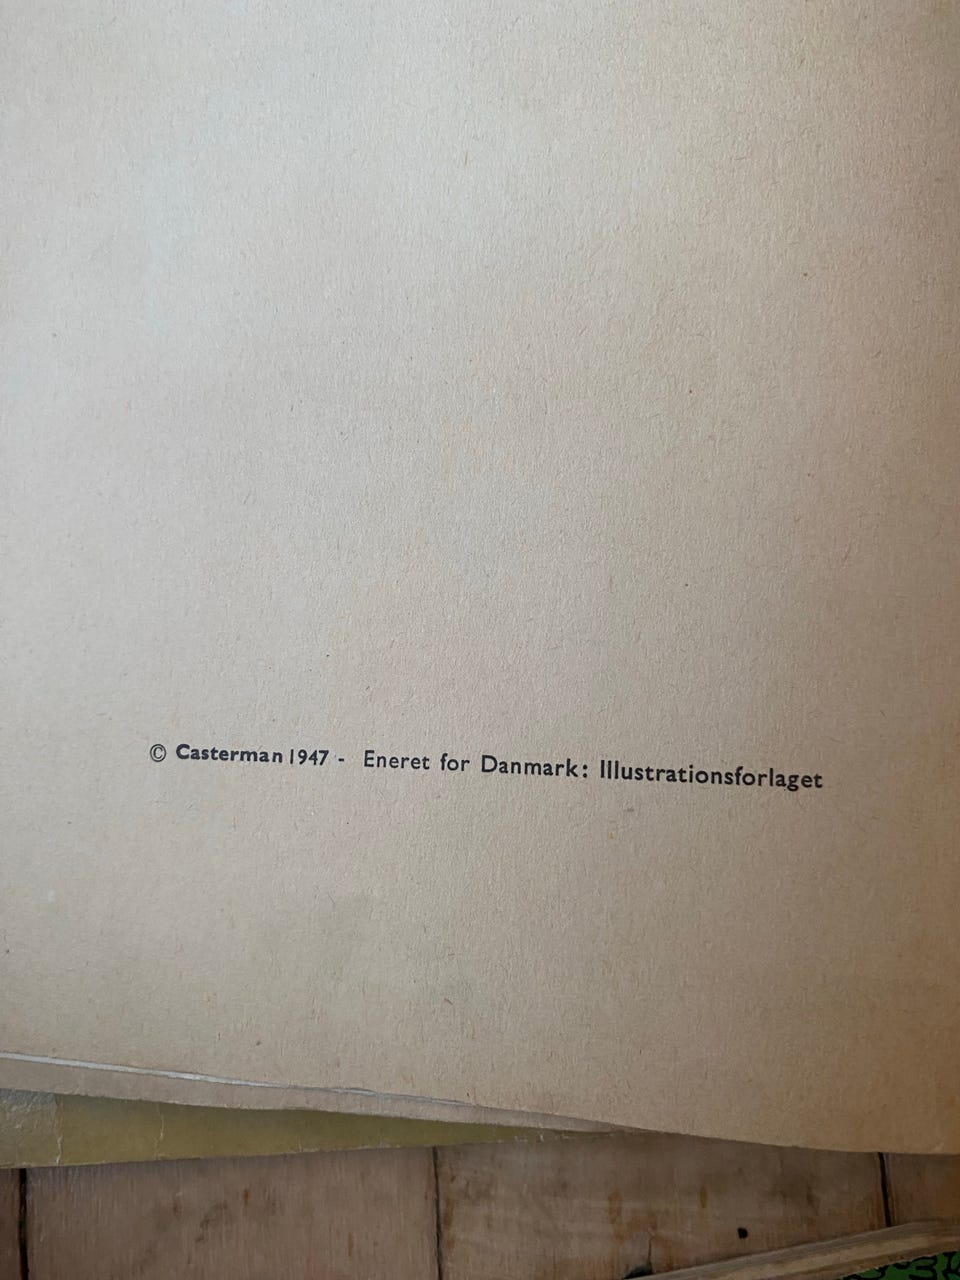 © Casterman 1947 - Eneret for Danmark: Illustrationsforlaget